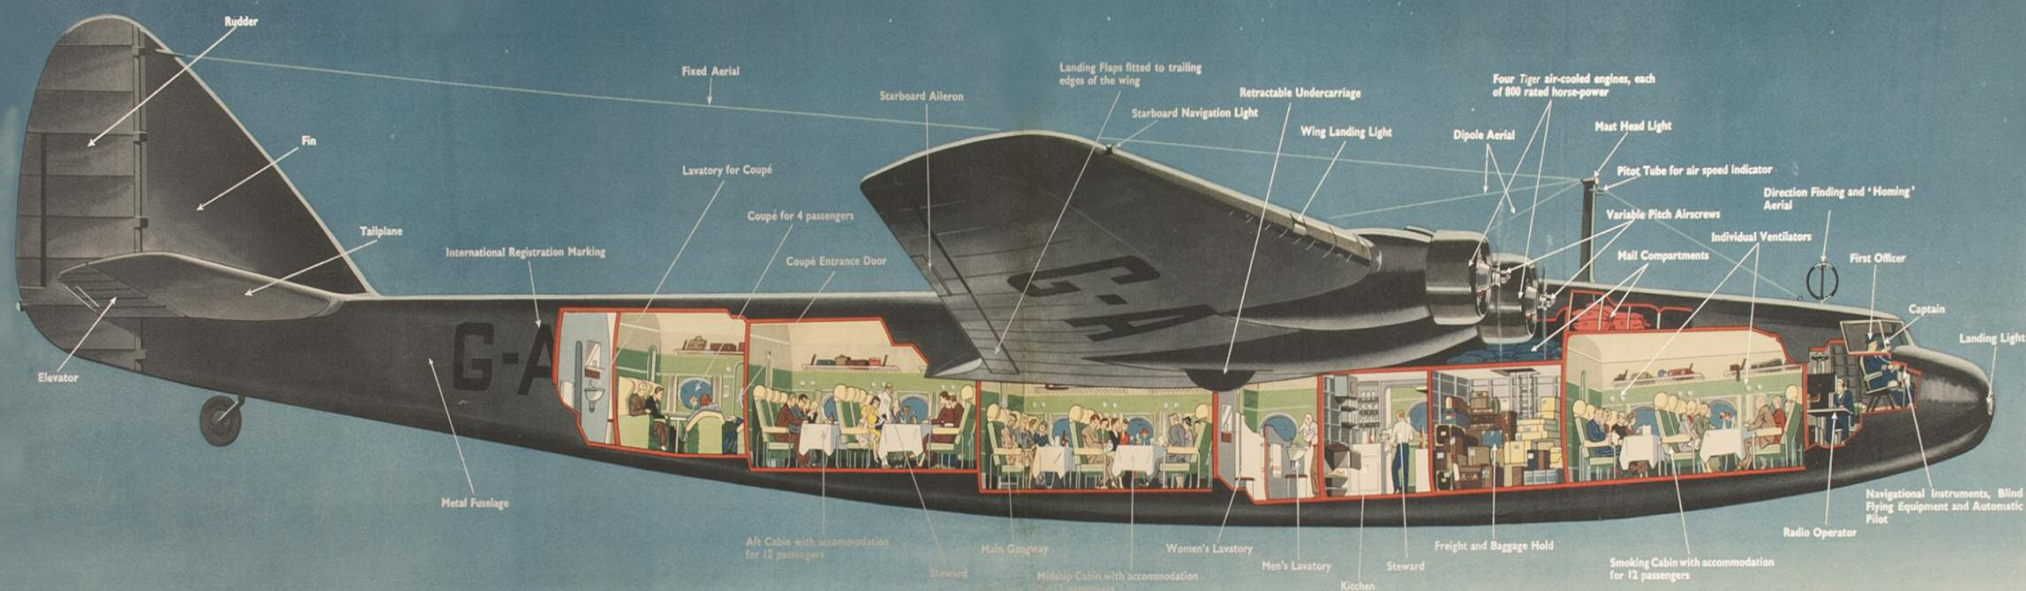 Rudder
Fin
Tailplane
Elevator
International Registration Marking
Metal Fuselage
G-A
Fixed Aerial
Lavatory for Coupé
Coupé for 4 passengers
Coupé Entrance Door
Starboard Aileron
Landing Flaps fitted to trailing
edges of the wing
Starboard Navigation Light
Retractable Undercarriage
Wing Landing Light
G-A
Four Tiger air-cooled engines, each
of 800 rated horse-power
Dipole Aerial
Mast Head Light
Pitot Tube for air speed indicator
Variable Pitch Airscrews
Individual Ventilators
Mail Compartments
Direction Finding and 'Homing'
Aerial
First Officer
Captain
Landing Light
Aft Cabin with accommodation
for 12 passengers
Steward
Main Gangway
Midship Cabin with accommodation
for 12 passengers
Women's Lavatory
Men's Lavatory
Kitchen
Steward
Freight and Baggage Hold
Smoking Cabin with accommodation
for 12 passengers
Radio Operator
Navigational Instruments, Blind
Flying Equipment and Automatic
Pilot